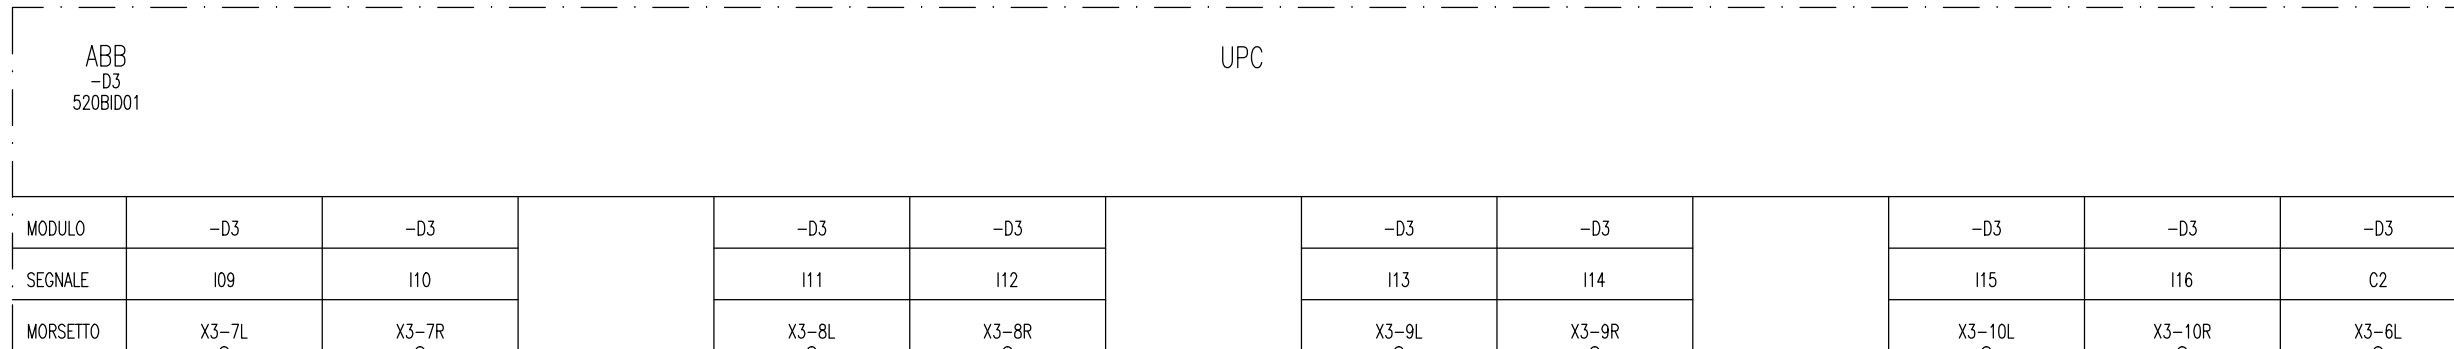 ABB
-D3
520BID01
UPC
MODULO -D3 -D3 -D3 -D3 -D3 -D3 -D3 -D3 -D3
SEGNALE I09 I10 I11 I12 I13 I14 I15 I16 C2
MORSETTO X3-7L X3-7R X3-8L X3-8R X3-9L X3-9R X3-10L X3-10R X3-6L